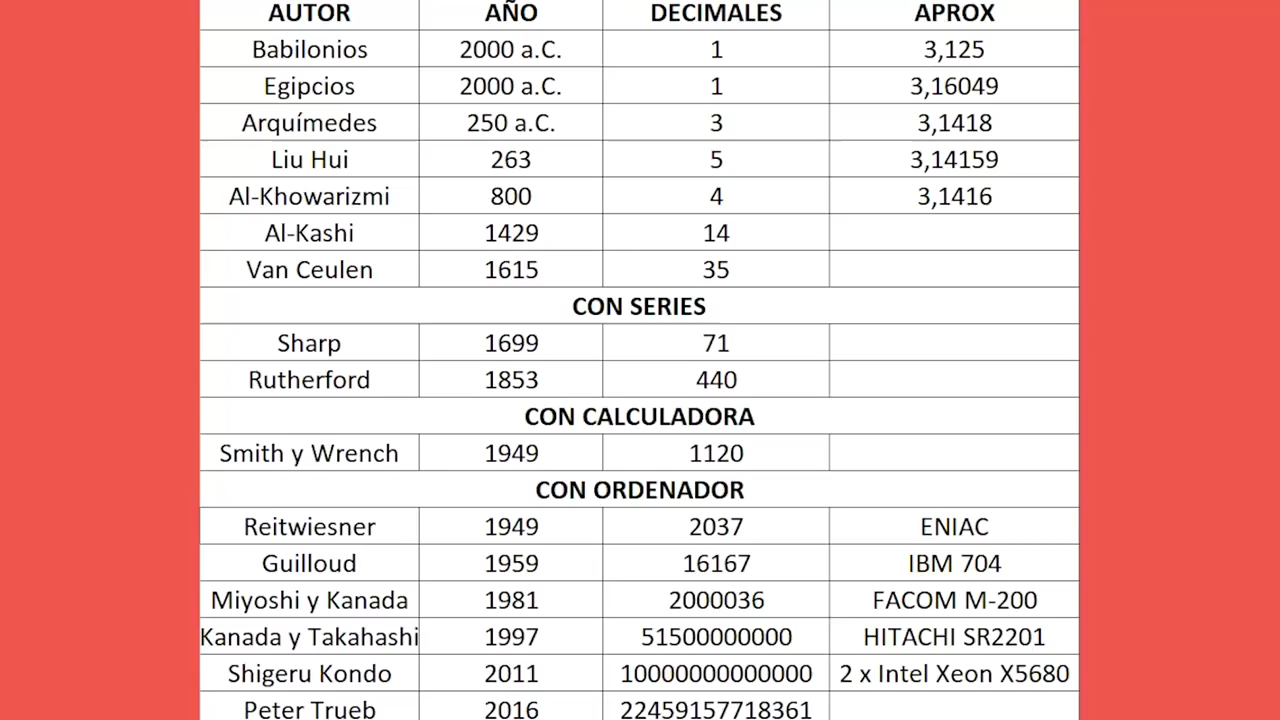 AUTOR AÑO DECIMALES APROX
Babilonios 2000 a.C. 1 3,125
Egipcios 2000 a.C. 1 3,16049
Arquímedes 250 a.C. 3 3,1418
Liu Hui 263 5 3,14159
Al-Khowarizmi 800 4 3,1416
Al-Kashi 1429 14
Van Ceulen 1615 35
CON SERIES
Sharp 1699 71
Rutherford 1853 440
CON CALCULADORA
Smith y Wrench 1949 1120
CON ORDENADOR
Reitwiesner 1949 2037 ENIAC
Guilloud 1959 16167 IBM 704
Miyoshi y Kanada 1981 2000036 FACOM M-200
Kanada y Takahashi 1997 51500000000 HITACHI SR2201
Shigeru Kondo 2011 10000000000000 2 x Intel Xeon X5680
Peter Trueb 2016 22459157718361